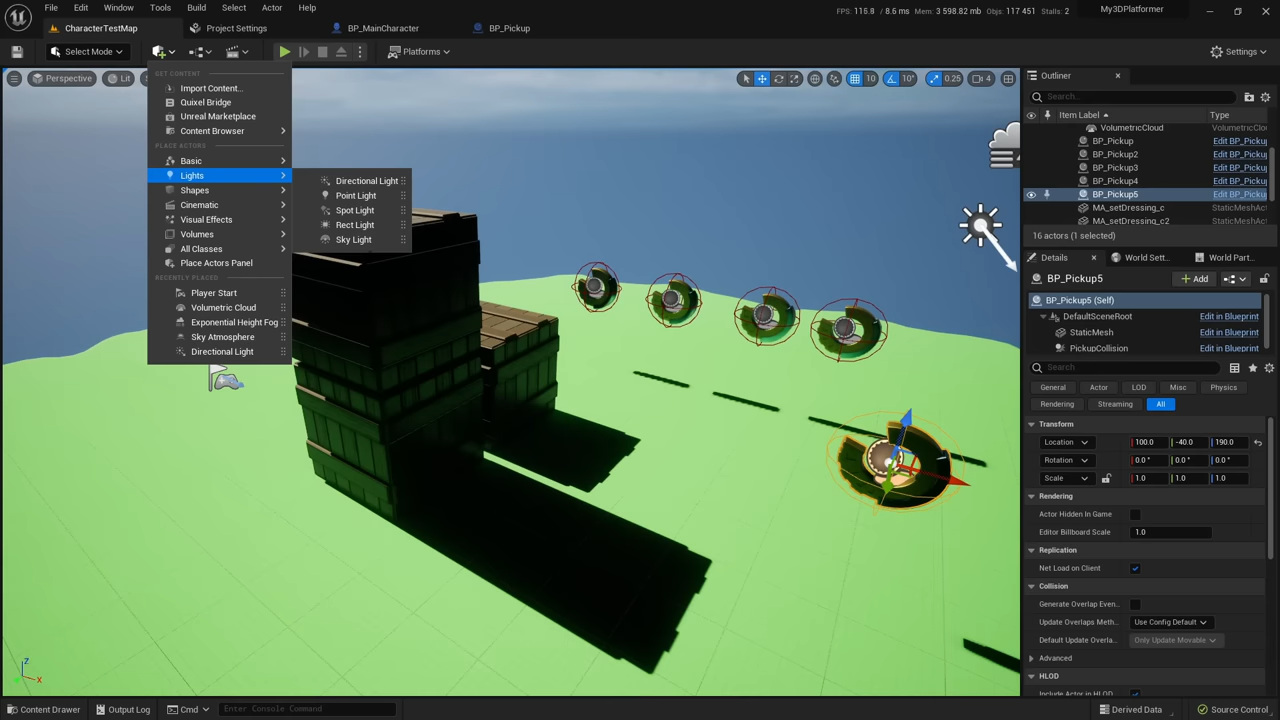 File Edit Window Tools Build Select Actor Help
FPS: 116.8 / 8.6 ms Mem: 3 598.82 mb Objs: 117 451 Stalls: 2
My3DPlatformer
CharacterTestMap
Project Settings
BP_MainCharacter
BP_Pickup
Select Mode
Platforms
Settings
Perspective
Lit
10
10°
0.25
4
GET CONTENT
Import Content...
Quixel Bridge
Unreal Marketplace
Content Browser
PLACE ACTORS
Basic
Lights
Shapes
Cinematic
Visual Effects
Volumes
All Classes
Place Actors Panel
RECENTLY PLACED
Player Start
Volumetric Cloud
Exponential Height Fog
Sky Atmosphere
Directional Light
Directional Light
Point Light
Spot Light
Rect Light
Sky Light
Z
X
Outliner
Search...
Item Label
Type
VolumetricCloud VolumetricClo
BP_Pickup Edit BP_Picku
BP_Pickup2 Edit BP_Picku
BP_Pickup3 Edit BP_Picku
BP_Pickup4 Edit BP_Picku
BP_Pickup5 Edit BP_Picku
MA_setDressing_c StaticMeshAc
MA_setDressing_c2 StaticMeshAc
16 actors (1 selected)
Details
World Sett...
World Part...
BP_Pickup5
Add
BP_Pickup5 (Self)
DefaultSceneRoot Edit in Blueprint
StaticMesh Edit in Blueprint
PickupCollision Edit in Blueprint
Search
General Actor LOD Misc Physics
Rendering Streaming All
Transform
Location 100.0 -40.0 190.0
Rotation 0.0 ° 0.0 ° 0.0 °
Scale 1.0 1.0 1.0
Rendering
Actor Hidden In Game
Editor Billboard Scale 1.0
Replication
Net Load on Client
Collision
Generate Overlap Even...
Update Overlaps Meth... Use Config Default
Default Update Overla... Only Update Movable
Advanced
HLOD
Include Actor in HLOD
Content Drawer
Output Log
Cmd
Enter Console Command
Derived Data
Source Control